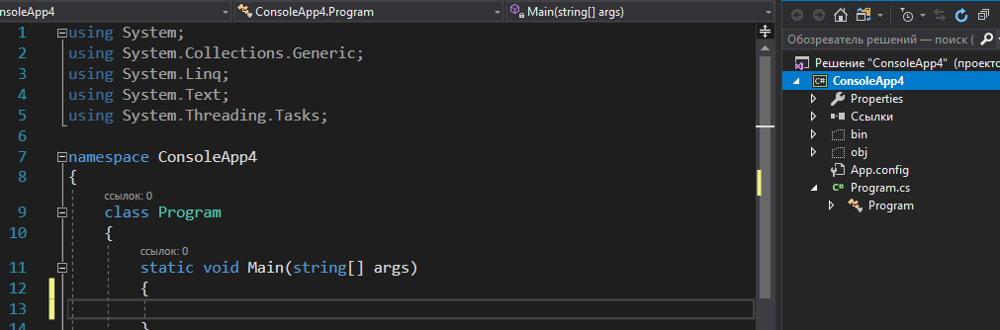 nsoleApp4
ConsoleApp4.Program
Main(string[] args)
1 using System;
2 using System.Collections.Generic;
3 using System.Linq;
4 using System.Text;
5 using System.Threading.Tasks;
6
7 namespace ConsoleApp4
8 {
ссылок: 0
9 class Program
10 {
ссылок: 0
11 static void Main(string[] args)
12 {
13
14 }
Обозреватель решений — поиск (
Решение "ConsoleApp4" (проекто
C# ConsoleApp4
Properties
Ссылки
bin
obj
App.config
C# Program.cs
Program